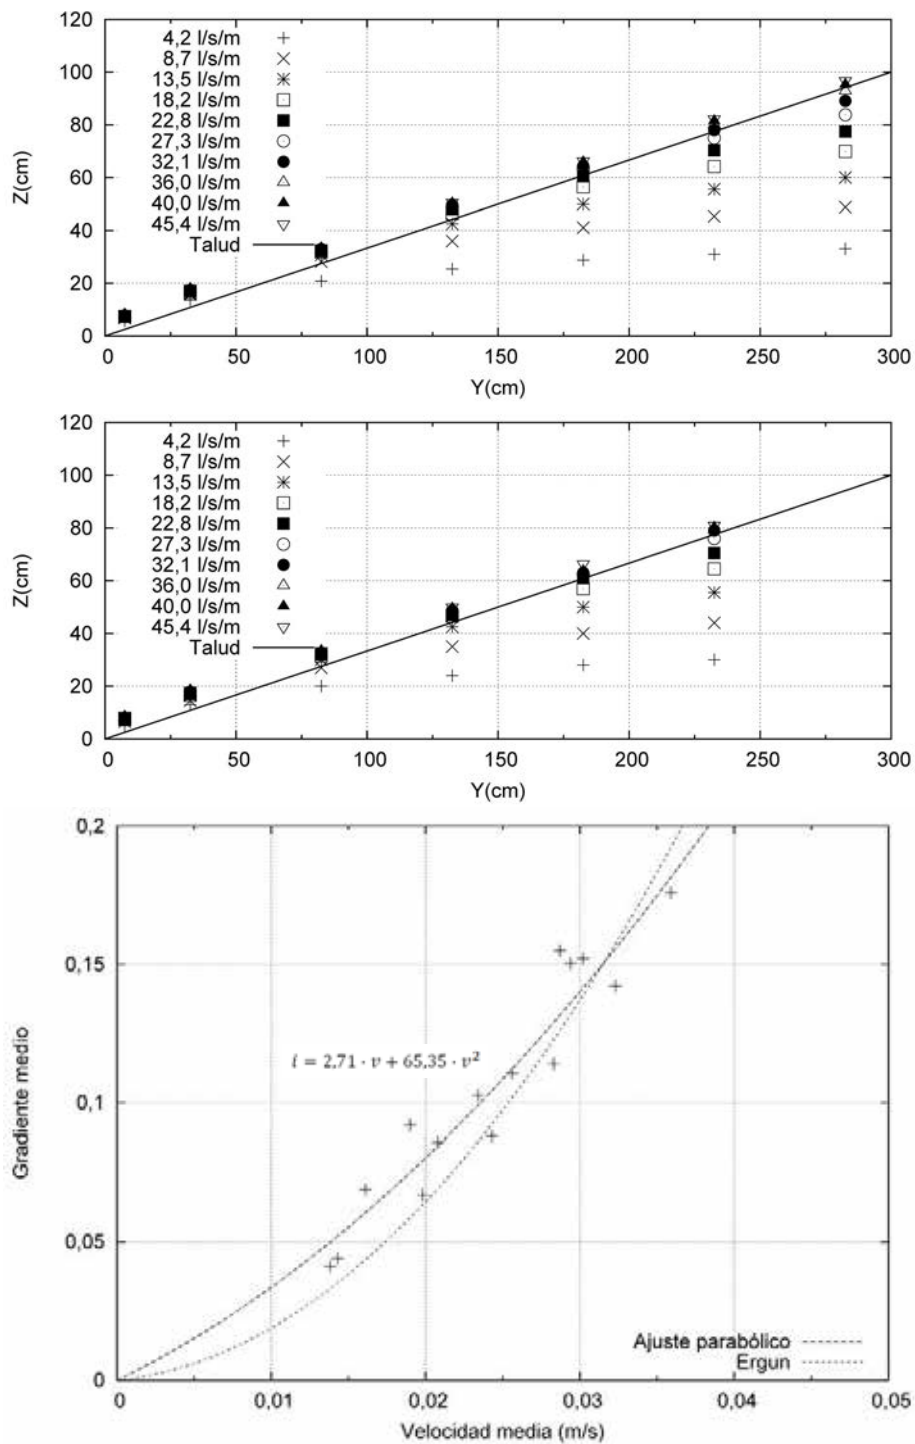 120
100
80
60
40
20
0
Z(cm)
4,2 l/s/m
8,7 l/s/m
13,5 l/s/m
18,2 l/s/m
22,8 l/s/m
27,3 l/s/m
32,1 l/s/m
36,0 l/s/m
40,0 l/s/m
45,4 l/s/m
Talud
0 50 100 150 200 250 300
Y(cm)
120
100
80
60
40
20
0
Z(cm)
4,2 l/s/m
8,7 l/s/m
13,5 l/s/m
18,2 l/s/m
22,8 l/s/m
27,3 l/s/m
32,1 l/s/m
36,0 l/s/m
40,0 l/s/m
45,4 l/s/m
Talud
0 50 100 150 200 250 300
Y(cm)
0,2
0,15
0,1
0,05
0
Gradiente medio
i = 2.71 · v + 65.35 · v²
Ajuste parabólico
Ergun
0 0,01 0,02 0,03 0,04 0,05
Velocidad media (m/s)